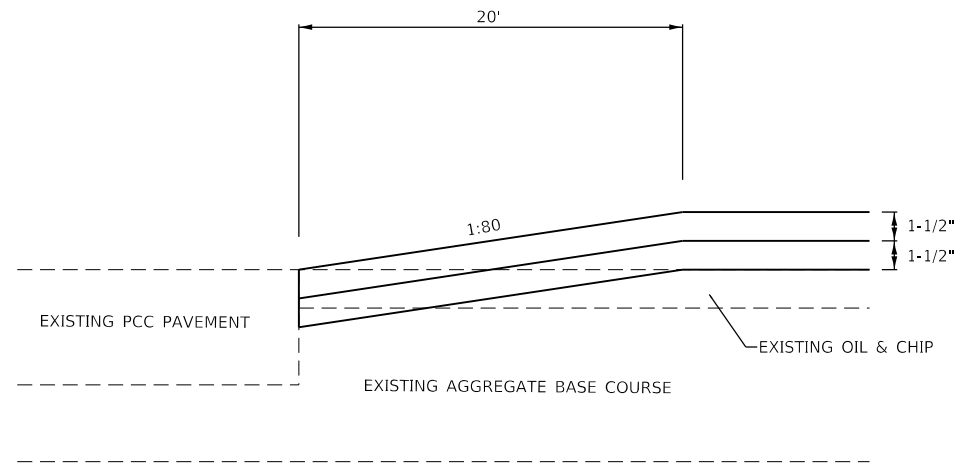 20'
1:80
1-1/2"
1-1/2"
EXISTING PCC PAVEMENT
EXISTING OIL & CHIP
EXISTING AGGREGATE BASE COURSE